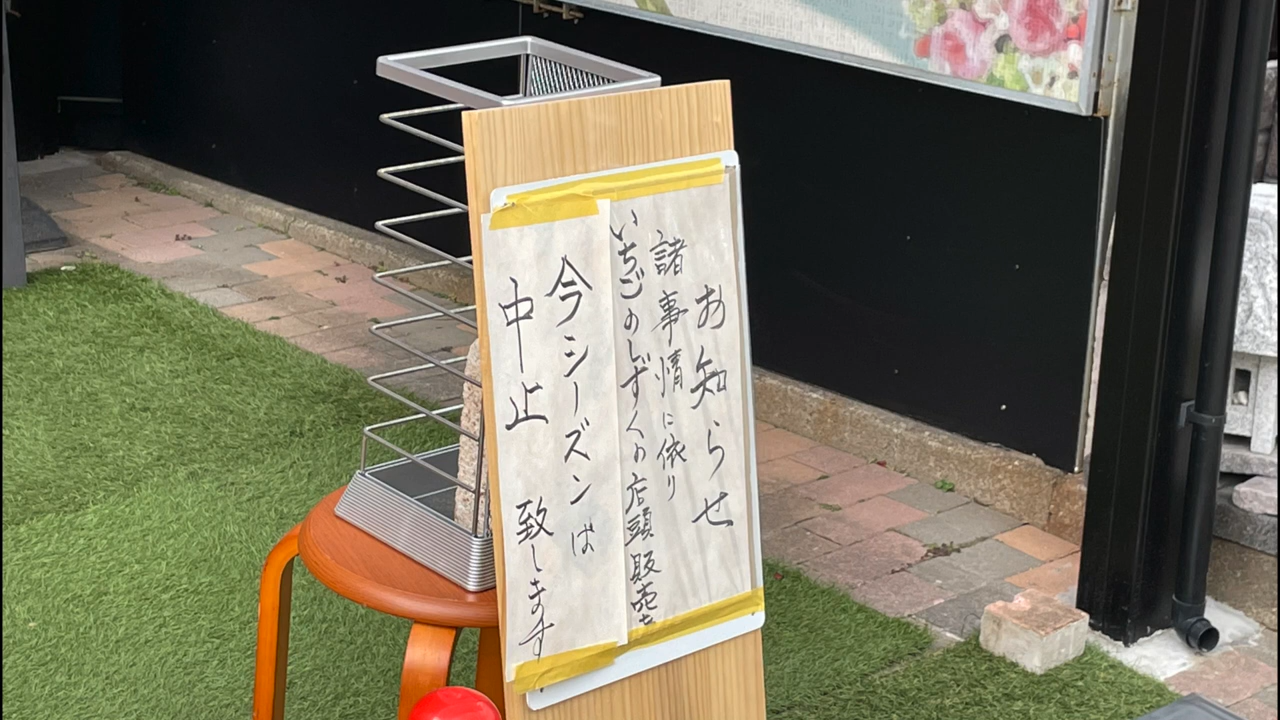 お知らせ
諸事情に依り
いちごのしずくの店頭販売を
今シーズンは
中止致します